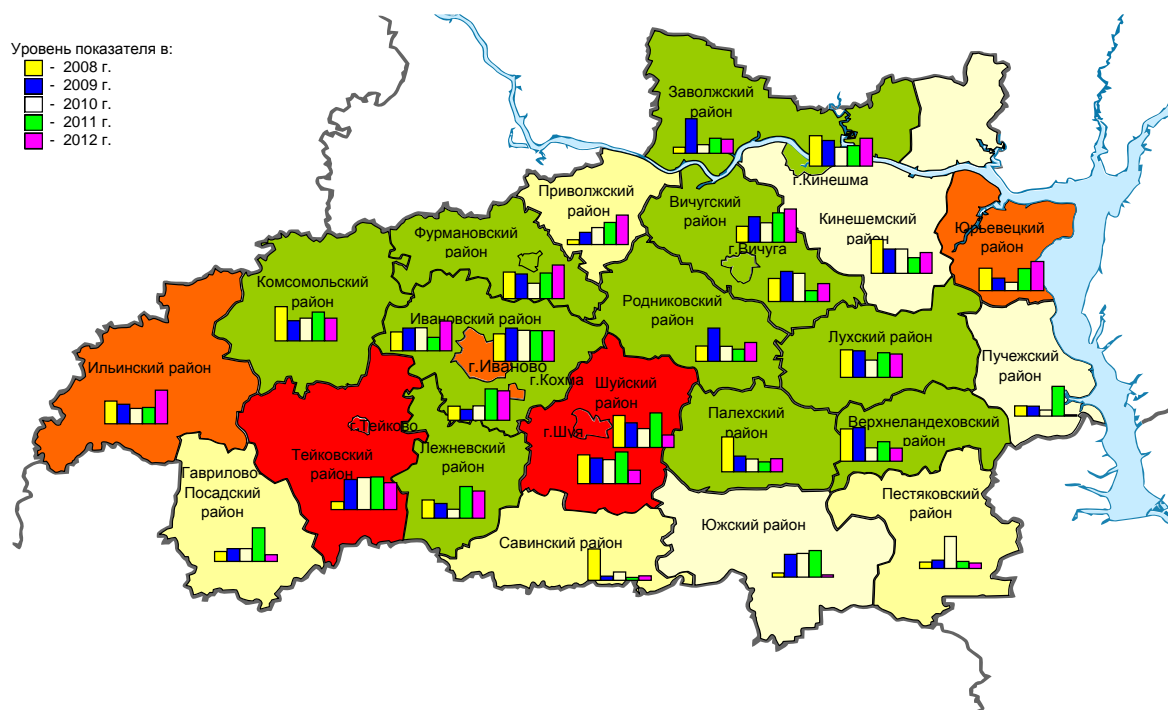 Уровень показателя в:
- 2008 г.
- 2009 г.
- 2010 г.
- 2011 г.
- 2012 г.
Заволжский
район
г.Кинешма
Приволжский
район
Вичугский
район
Кинешемский
район
Юрьевецкий
район
Фурмановский
район
г.Вичуга
Комсомольский
район
Родниковский
район
Ивановский район
Лухский район
Пучежский
район
Ильинский район
г.Иваново
г.Кохма
Шуйский
район
Палехский
район
Верхнеландеховский
район
г.Тейково
г.Шуя
Лежневский
район
Тейковский
район
Гаврилово
Посадский
район
Пестяковский
район
Южский район
Савинский район